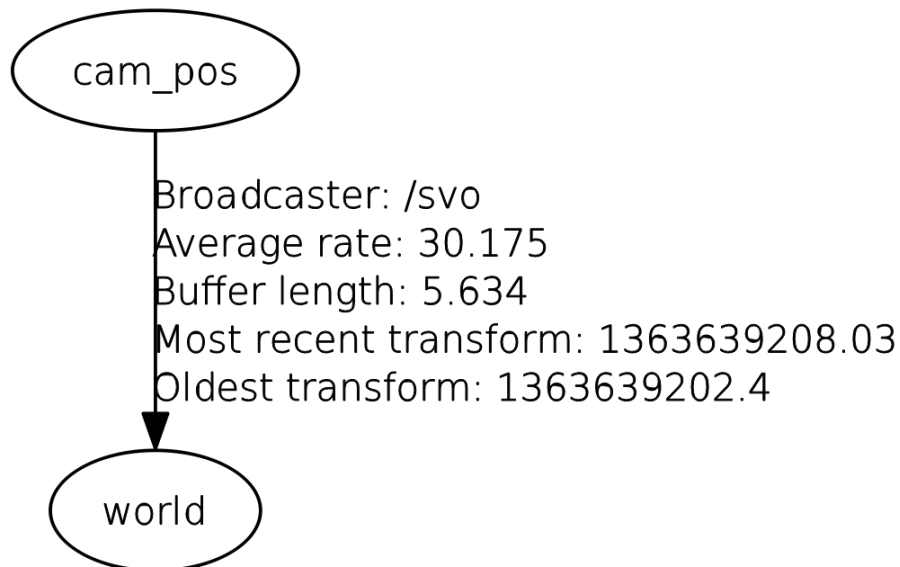 cam_pos
Broadcaster: /svo
Average rate: 30.175
Buffer length: 5.634
Most recent transform: 1363639208.03
Oldest transform: 1363639202.4
world